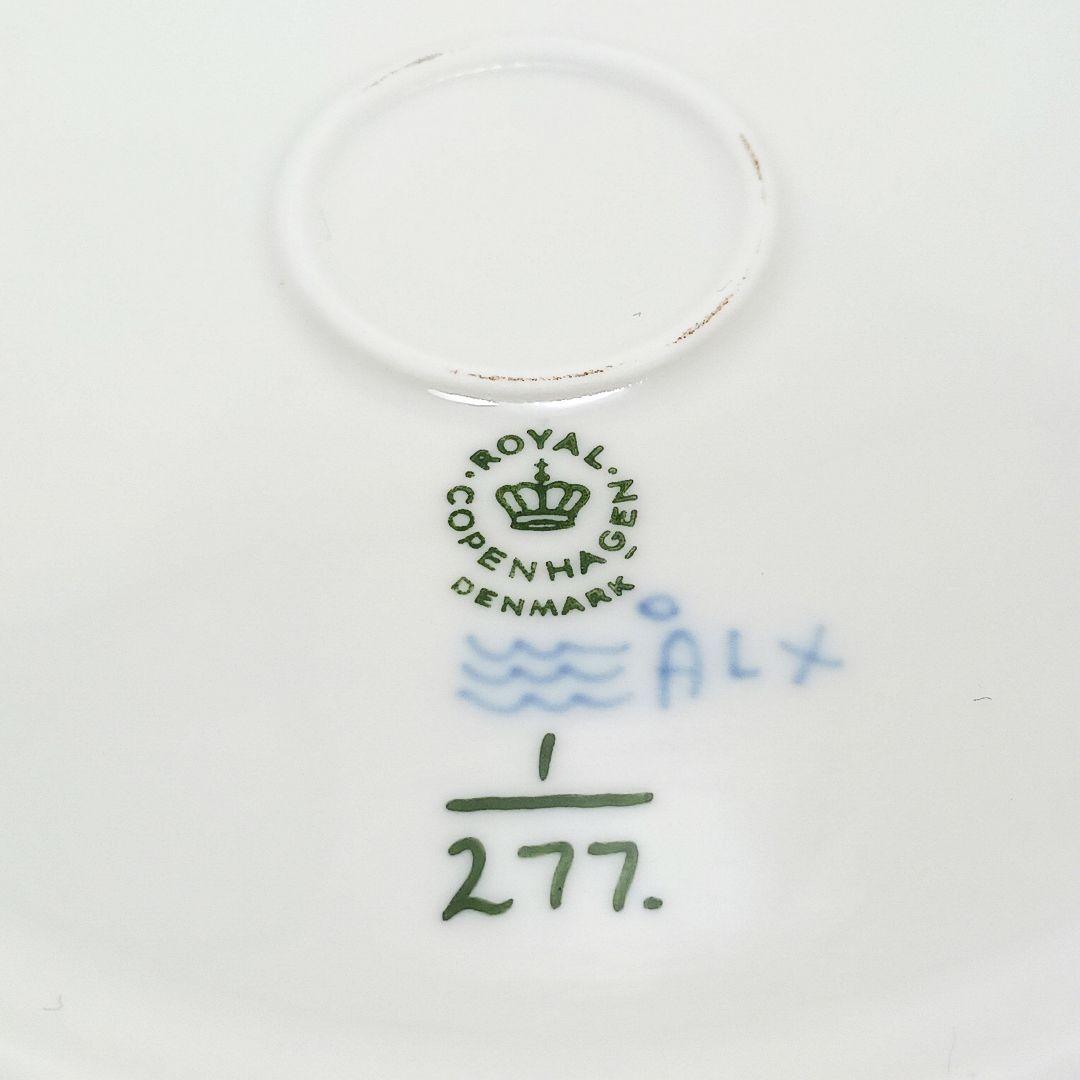 ROYAL
COPENHAGEN
DENMARK
ÅLX
1
277.